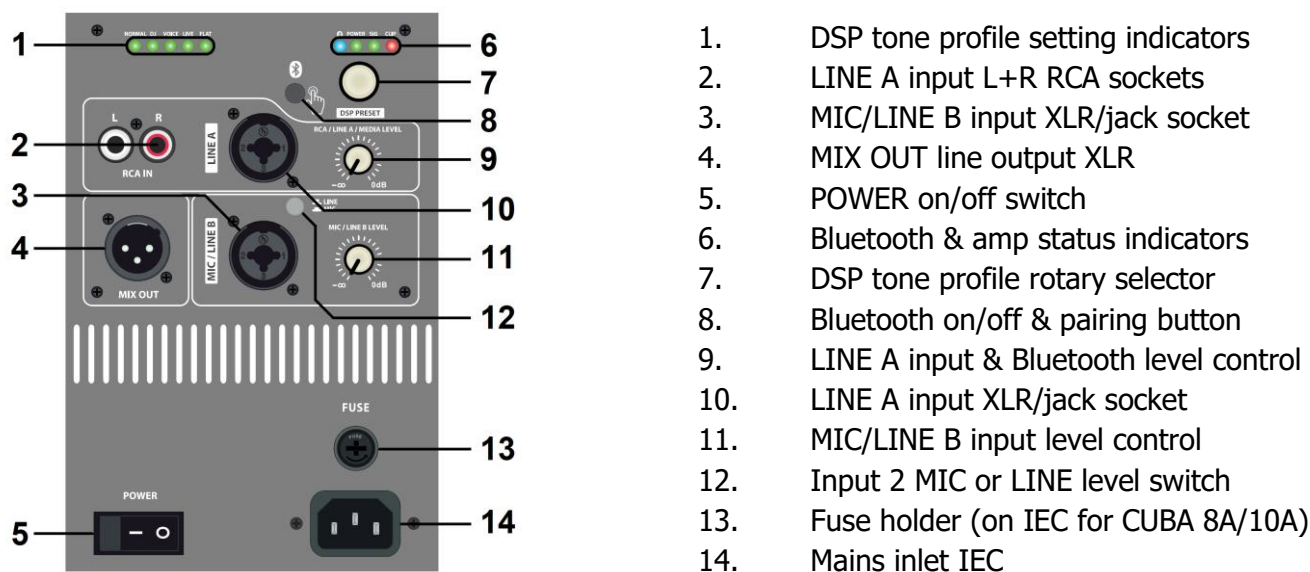 NORMAL DJ VOICE LIVE FLAT
POWER SIG CLIP
1
6
7
DSP PRESET
8
L R
RCA / LINE A / MEDIA LEVEL
LINE A
2
9
RCA IN
-∞ 0dB
3
10
LINE
MIC / LINE B
MIC / LINE B LEVEL
4
11
MIX OUT
-∞ 0dB
12
FUSE
FUSE
13
POWER
5
14
1. DSP tone profile setting indicators
2. LINE A input L+R RCA sockets
3. MIC/LINE B input XLR/jack socket
4. MIX OUT line output XLR
5. POWER on/off switch
6. Bluetooth & amp status indicators
7. DSP tone profile rotary selector
8. Bluetooth on/off & pairing button
9. LINE A input & Bluetooth level control
10. LINE A input XLR/jack socket
11. MIC/LINE B input level control
12. Input 2 MIC or LINE level switch
13. Fuse holder (on IEC for CUBA 8A/10A)
14. Mains inlet IEC